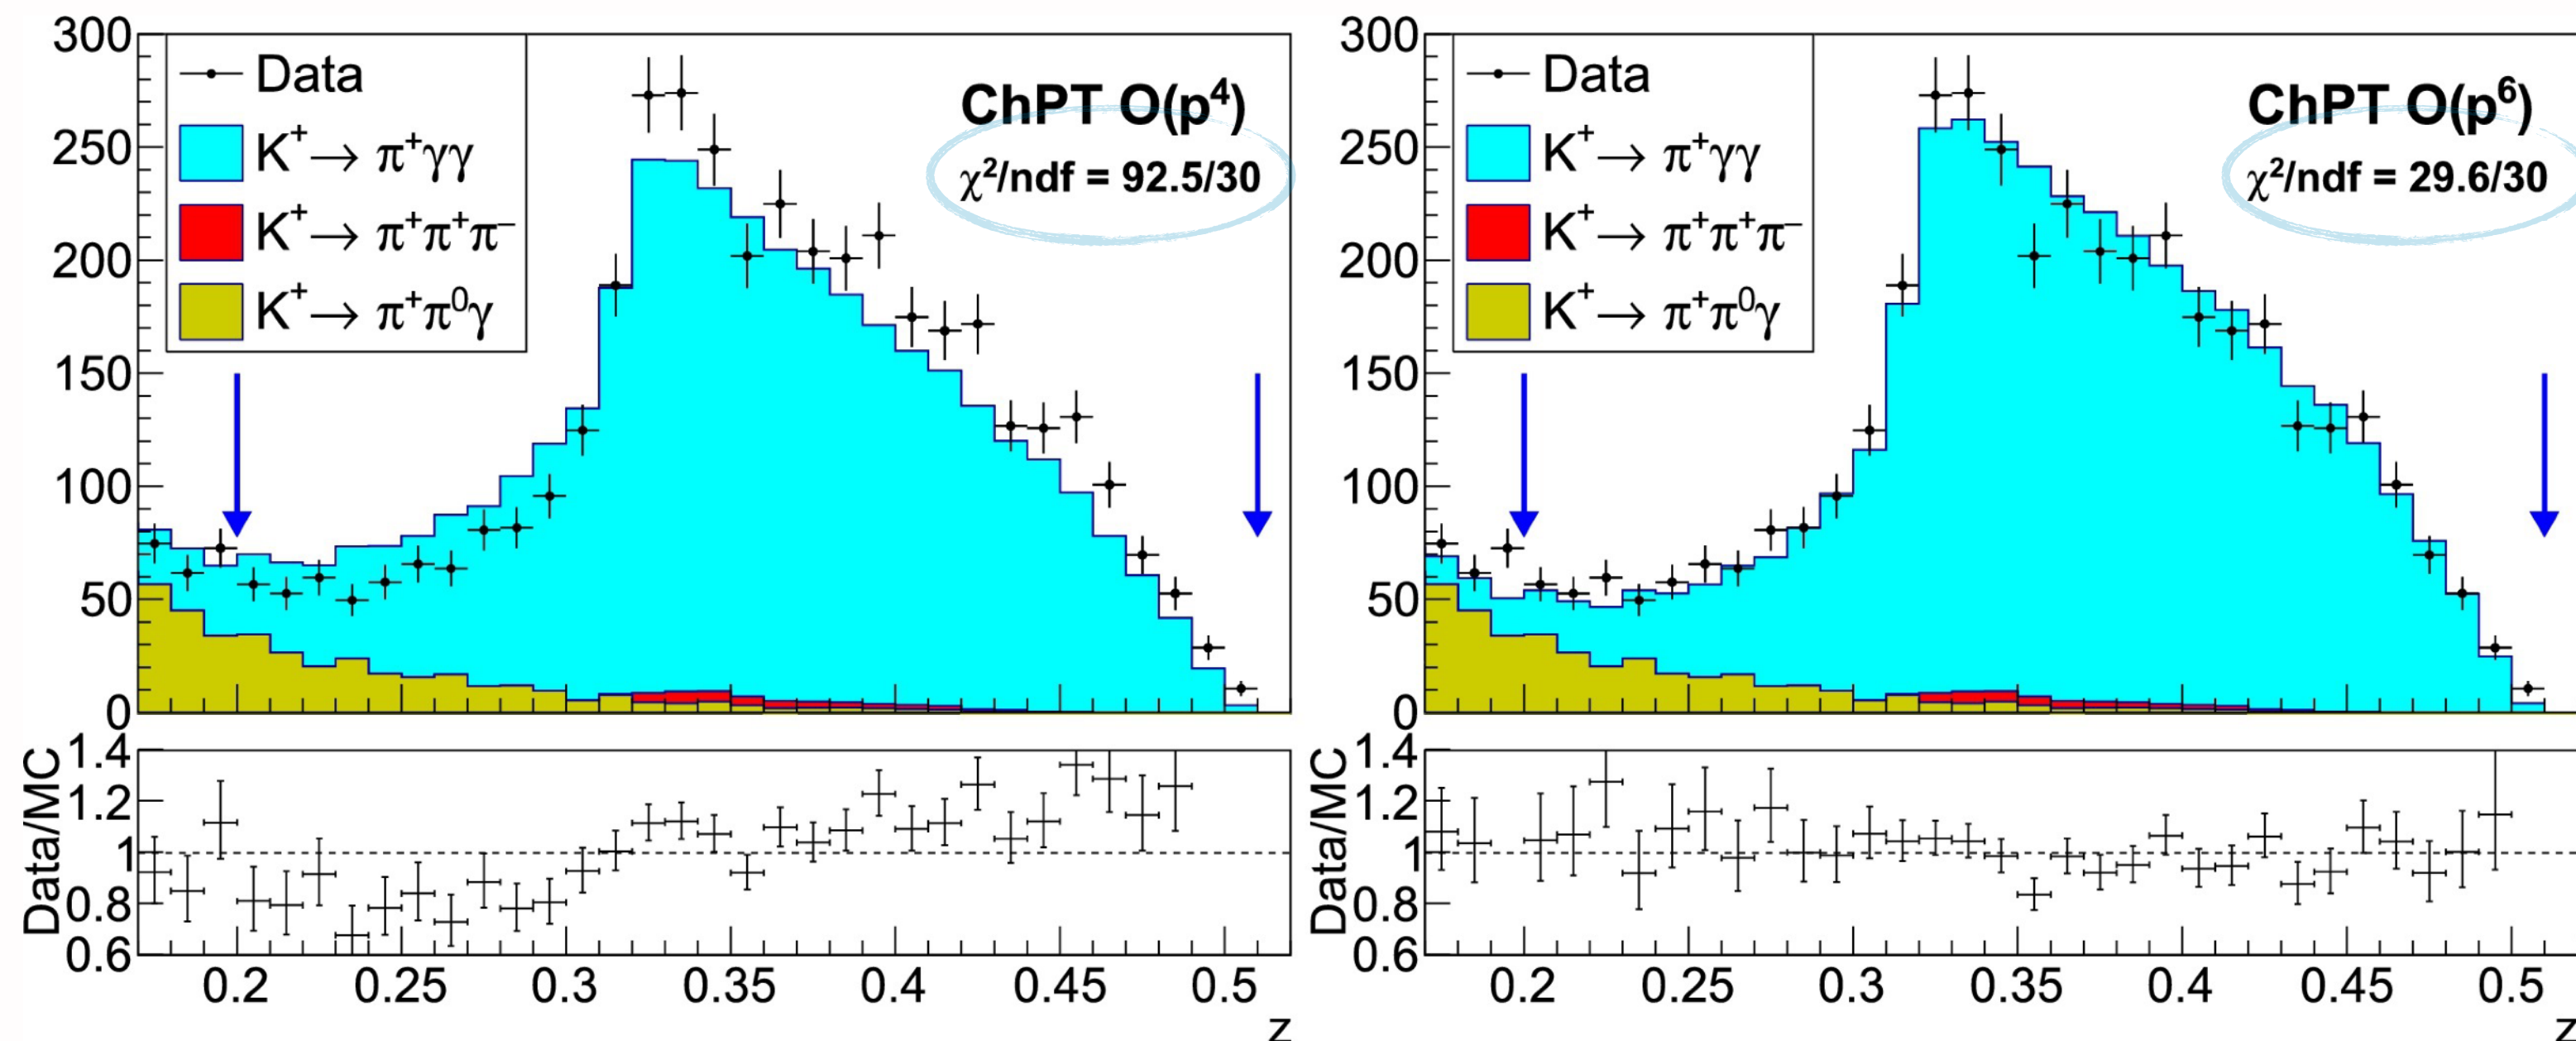 300
250
200
150
100
50
0
Data
K⁺→ π⁺γγ
K⁺→ π⁺π⁺π⁻
K⁺→ π⁺π⁰γ
ChPT O(p⁴)
χ²/ndf = 92.5/30
Data/MC
1.4
1.2
1
0.8
0.6
0.2 0.25 0.3 0.35 0.4 0.45 0.5
z
300
250
200
150
100
50
0
Data
K⁺→ π⁺γγ
K⁺→ π⁺π⁺π⁻
K⁺→ π⁺π⁰γ
ChPT O(p⁶)
χ²/ndf = 29.6/30
Data/MC
1.4
1.2
1
0.8
0.6
0.2 0.25 0.3 0.35 0.4 0.45 0.5
z